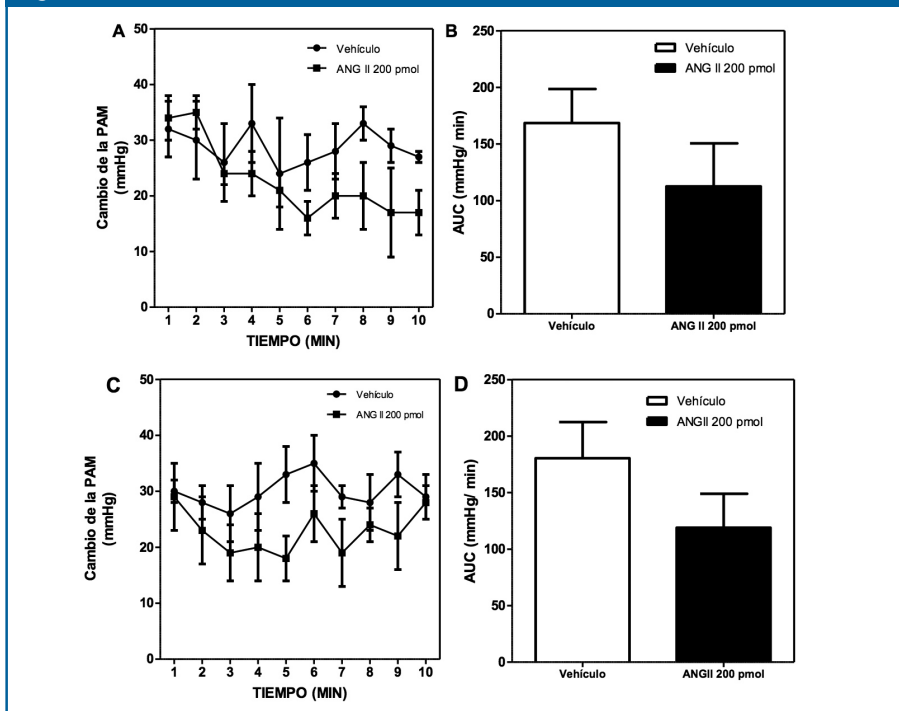 A
50
40
30
20
10
0
Cambio de la PAM
(mmHg)
Vehículo
ANG II 200 pmol
1 2 3 4 5 6 7 8 9 10
TIEMPO (MIN)
B
250
200
150
100
50
0
AUC (mmHg/ min)
Vehículo
ANG II 200 pmol
Vehículo ANG II 200 pmol
C
50
40
30
20
10
0
Cambio de la PAM
(mmHg)
Vehículo
ANG II 200 pmol
1 2 3 4 5 6 7 8 9 10
TIEMPO (MIN)
D
250
200
150
100
50
0
AUC (mmHg/ min)
Vehículo
ANGII 200 pmol
Vehículo ANGII 200 pmol